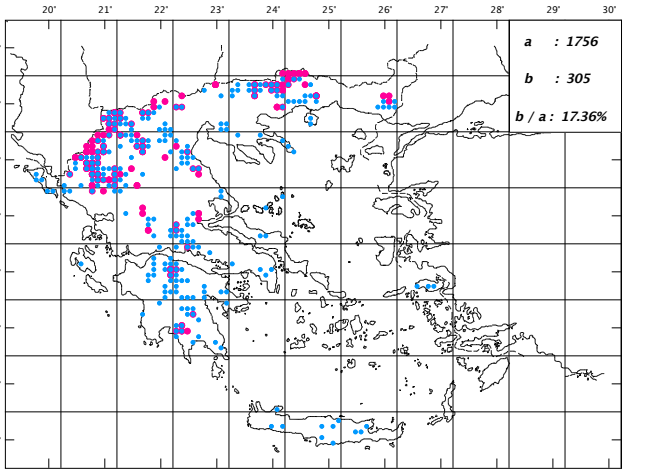 20' 21' 22' 23' 24' 25' 26' 27' 28' 29' 30'
a : 1756
b : 305
b / a : 17.36%